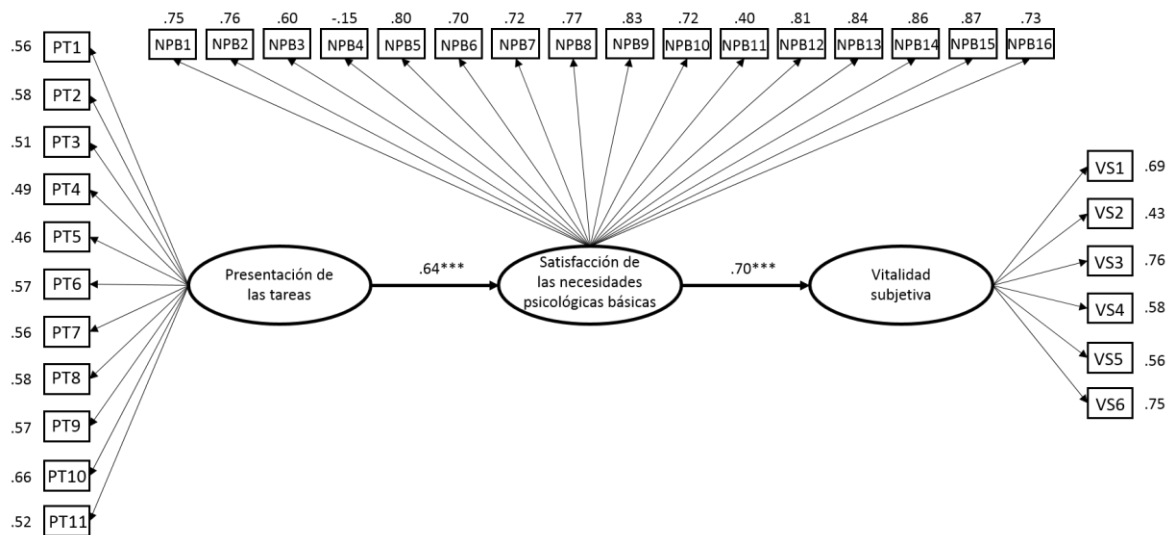 .75 .76 .60 -.15 .80 .70 .72 .77 .83 .72 .40 .81 .84 .86 .87 .73
NPB1 NPB2 NPB3 NPB4 NPB5 NPB6 NPB7 NPB8 NPB9 NPB10 NPB11 NPB12 NPB13 NPB14 NPB15 NPB16
.56 PT1
.58 PT2
.51 PT3
.49 PT4
.46 PT5
.57 PT6
.56 PT7
.58 PT8
.57 PT9
.66 PT10
.52 PT11
Presentación de
las tareas
.64***
Satisfacción de
las necesidades
psicológicas básicas
.70***
Vitalidad
subjetiva
VS1 .69
VS2 .43
VS3 .76
VS4 .58
VS5 .56
VS6 .75